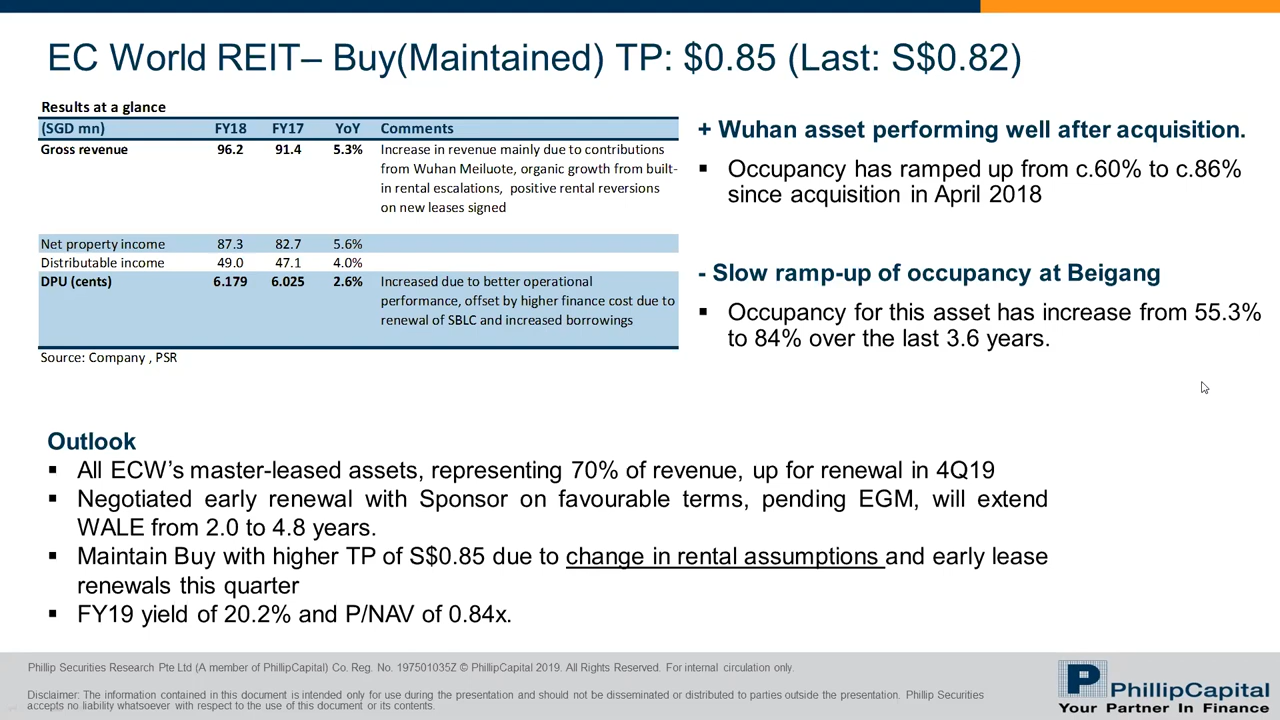 EC World REIT– Buy(Maintained) TP: $0.85 (Last: S$0.82)
Results at a glance
(SGD mn) FY18 FY17 YoY Comments
Gross revenue 96.2 91.4 5.3% Increase in revenue mainly due to contributions
from Wuhan Meiluote, organic growth from built-
in rental escalations, positive rental reversions
on new leases signed
Net property income 87.3 82.7 5.6%
Distributable income 49.0 47.1 4.0%
DPU (cents) 6.179 6.025 2.6% Increased due to better operational
performance, offset by higher finance cost due to
renewal of SBLC and increased borrowings
Source: Company , PSR
+ Wuhan asset performing well after acquisition.
▪ Occupancy has ramped up from c.60% to c.86%
since acquisition in April 2018
- Slow ramp-up of occupancy at Beigang
▪ Occupancy for this asset has increase from 55.3%
to 84% over the last 3.6 years.
Outlook
▪ All ECW’s master-leased assets, representing 70% of revenue, up for renewal in 4Q19
▪ Negotiated early renewal with Sponsor on favourable terms, pending EGM, will extend
WALE from 2.0 to 4.8 years.
▪ Maintain Buy with higher TP of S$0.85 due to change in rental assumptions and early lease
renewals this quarter
▪ FY19 yield of 20.2% and P/NAV of 0.84x.
Phillip Securities Research Pte Ltd (A member of PhillipCapital) Co. Reg. No. 197501035Z © PhillipCapital 2019. All Rights Reserved. For internal circulation only.
Disclaimer: The information contained in this document is intended only for use during the presentation and should not be disseminated or distributed to parties outside the presentation. Phillip Securities
accepts no liability whatsoever with respect to the use of this document or its contents.
P PhillipCapital
Your Partner In Finance